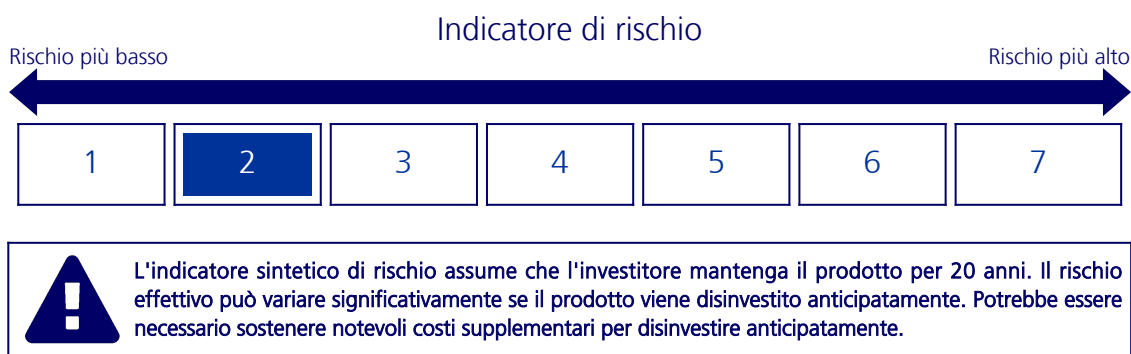 Indicatore di rischio
Rischio più basso
Rischio più alto
1 2 3 4 5 6 7
L'indicatore sintetico di rischio assume che l'investitore mantenga il prodotto per 20 anni. Il rischio
effettivo può variare significativamente se il prodotto viene disinvestito anticipatamente. Potrebbe essere
necessario sostenere notevoli costi supplementari per disinvestire anticipatamente.